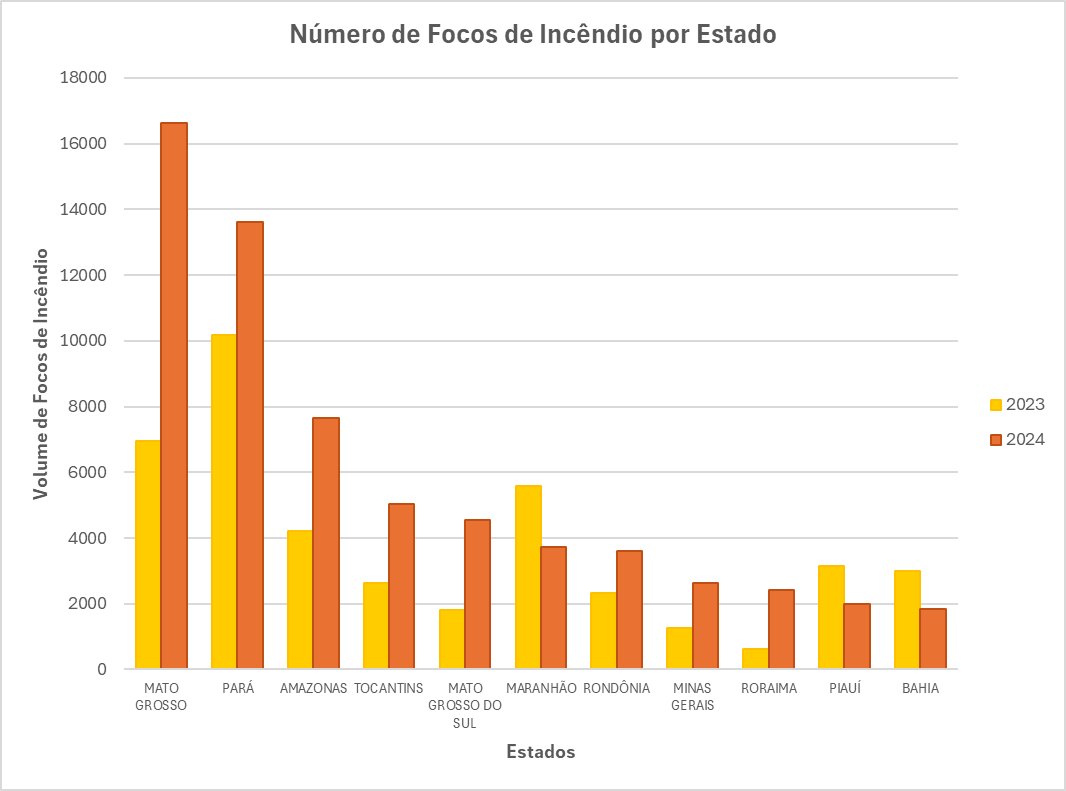 Número de Focos de Incêndio por Estado
18000
16000
14000
12000
10000
8000
6000
4000
2000
0
Volume de Focos de Incêndio
MATO
GROSSO
PARÁ
AMAZONAS
TOCANTINS
MATO
GROSSO DO
SUL
MARANHÃO
RONDÔNIA
MINAS
GERAIS
RORAIMA
PIAUÍ
BAHIA
Estados
2023
2024